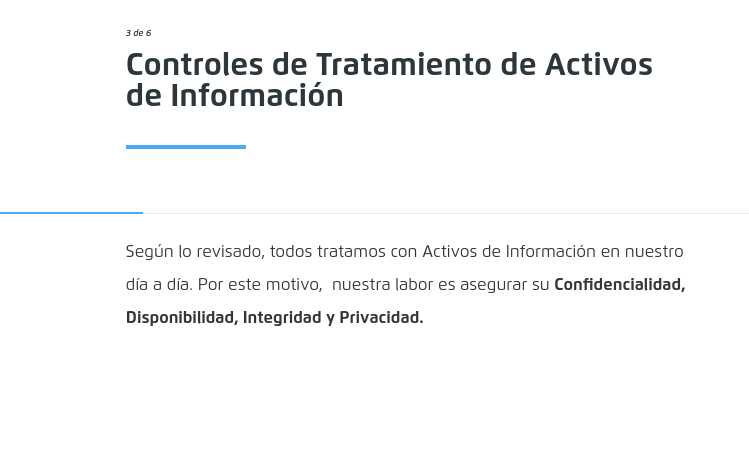 3 de 6
Controles de Tratamiento de Activos
de Información
Según lo revisado, todos tratamos con Activos de Información en nuestro
día a día. Por este motivo,  nuestra labor es asegurar su Confidencialidad,
Disponibilidad, Integridad y Privacidad.